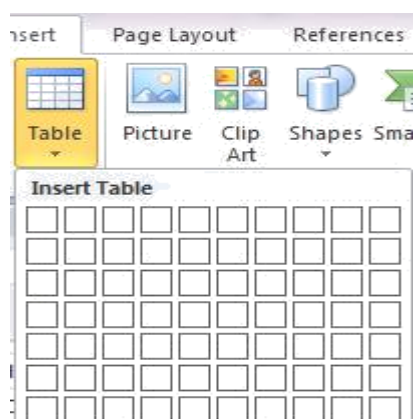 nsert Page Layout References
Table Picture Clip Art Shapes Sma
Insert Table